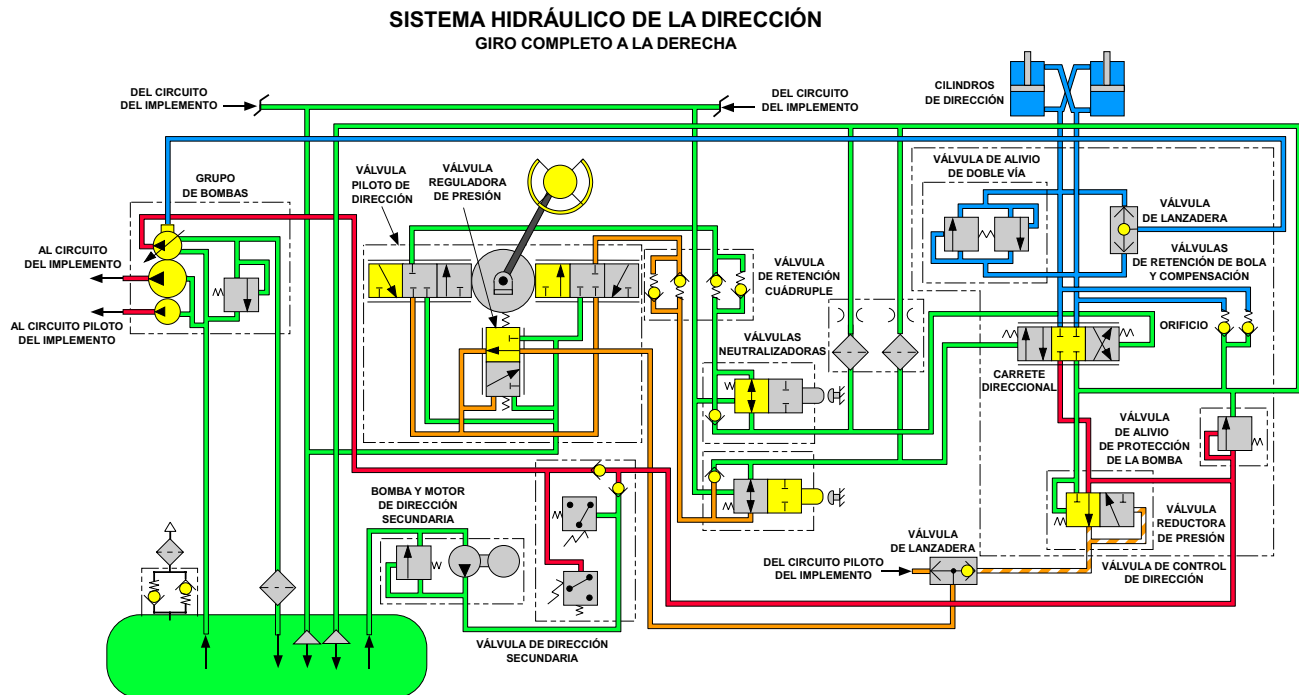 SISTEMA HIDRÁULICO DE LA DIRECCIÓN
GIRO COMPLETO A LA DERECHA
DEL CIRCUITO
DEL IMPLEMENTO
DEL CIRCUITO
DEL IMPLEMENTO
CILINDROS
DE DIRECCIÓN
GRUPO
DE BOMBAS
VÁLVULA
PILOTO DE
DIRECCIÓN
VÁLVULA
REGULADORA
DE PRESIÓN
VÁLVULA DE ALIVIO
DE DOBLE VÍA
VÁLVULA
DE LANZADERA
AL CIRCUITO
DEL IMPLEMENTO
AL CIRCUITO PILOTO
DEL IMPLEMENTO
VÁLVULA
DE RETENCIÓN
CUÁDRUPLE
VÁLVULAS
DE RETENCIÓN DE BOLA
Y COMPENSACIÓN
ORIFICIO
VÁLVULAS
NEUTRALIZADORAS
CARRETE
DIRECCIONAL
VÁLVULA
DE ALIVIO
DE PROTECCIÓN
DE LA BOMBA
BOMBA Y MOTOR
DE DIRECCIÓN
SECUNDARIA
VÁLVULA
REDUCTORA
DE PRESIÓN
VÁLVULA
DE LANZADERA
DEL CIRCUITO PILOTO
DEL IMPLEMENTO
VÁLVULA DE CONTROL
DE DIRECCIÓN
VÁLVULA DE DIRECCIÓN
SECUNDARIA